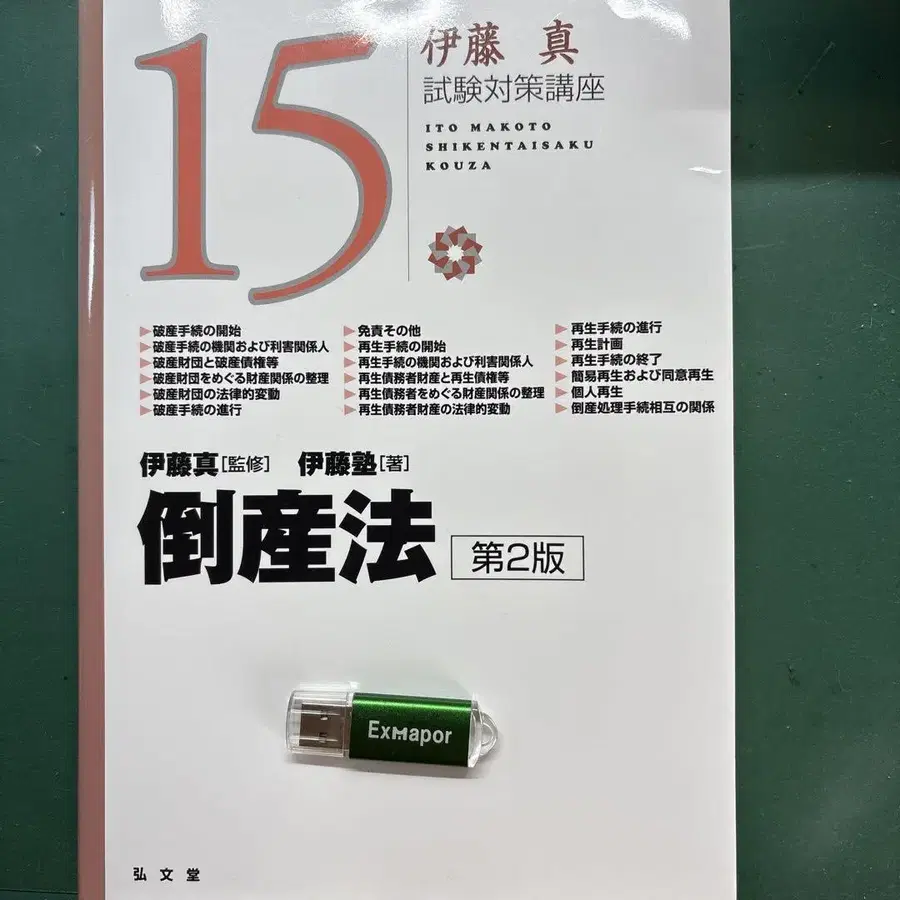 15
伊藤 真
試験対策講座
ITO MAKOTO
SHIKENTAISAKU
KOUZA
▶破産手続の開始
▶破産手続の機関および利害関係人
▶破産財団と破産債権等
▶破産財団をめぐる財産関係の整理
▶破産財団の法律的変動
▶破産手続の進行
▶免責その他
▶再生手続の開始
▶再生手続の機関および利害関係人
▶再生債務者財産と再生債権等
▶再生債務者をめぐる財産関係の整理
▶再生債務者財産の法律的変動
▶再生手続の進行
▶再生計画
▶再生手続の終了
▶簡易再生および同意再生
▶個人再生
▶倒産処理手続相互の関係
伊藤真[監修] 伊藤塾[著]
倒産法 第2版
Exmapor
弘文堂